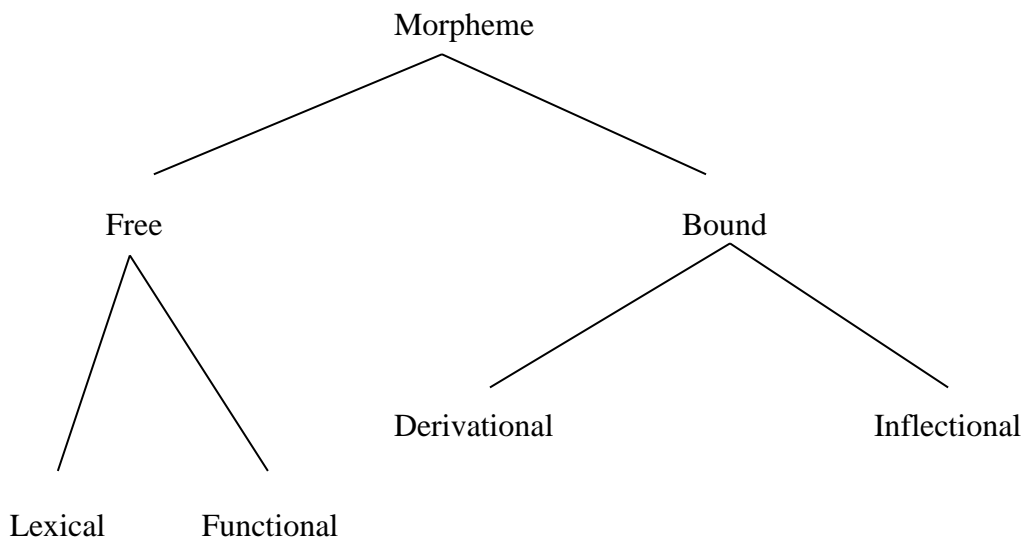 Morpheme
Free Bound
Derivational Inflectional
Lexical Functional